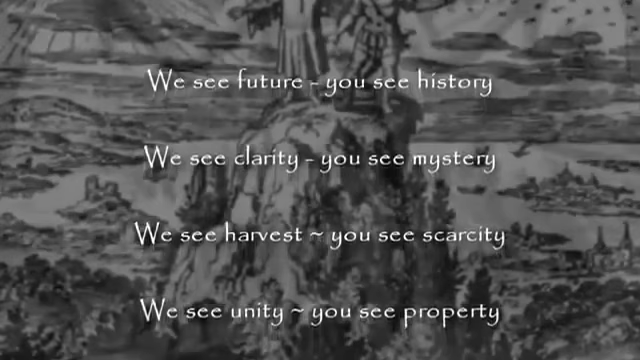 We see future - you see history
We see clarity - you see mystery
We see harvest ~ you see scarcity
We see unity ~ you see property